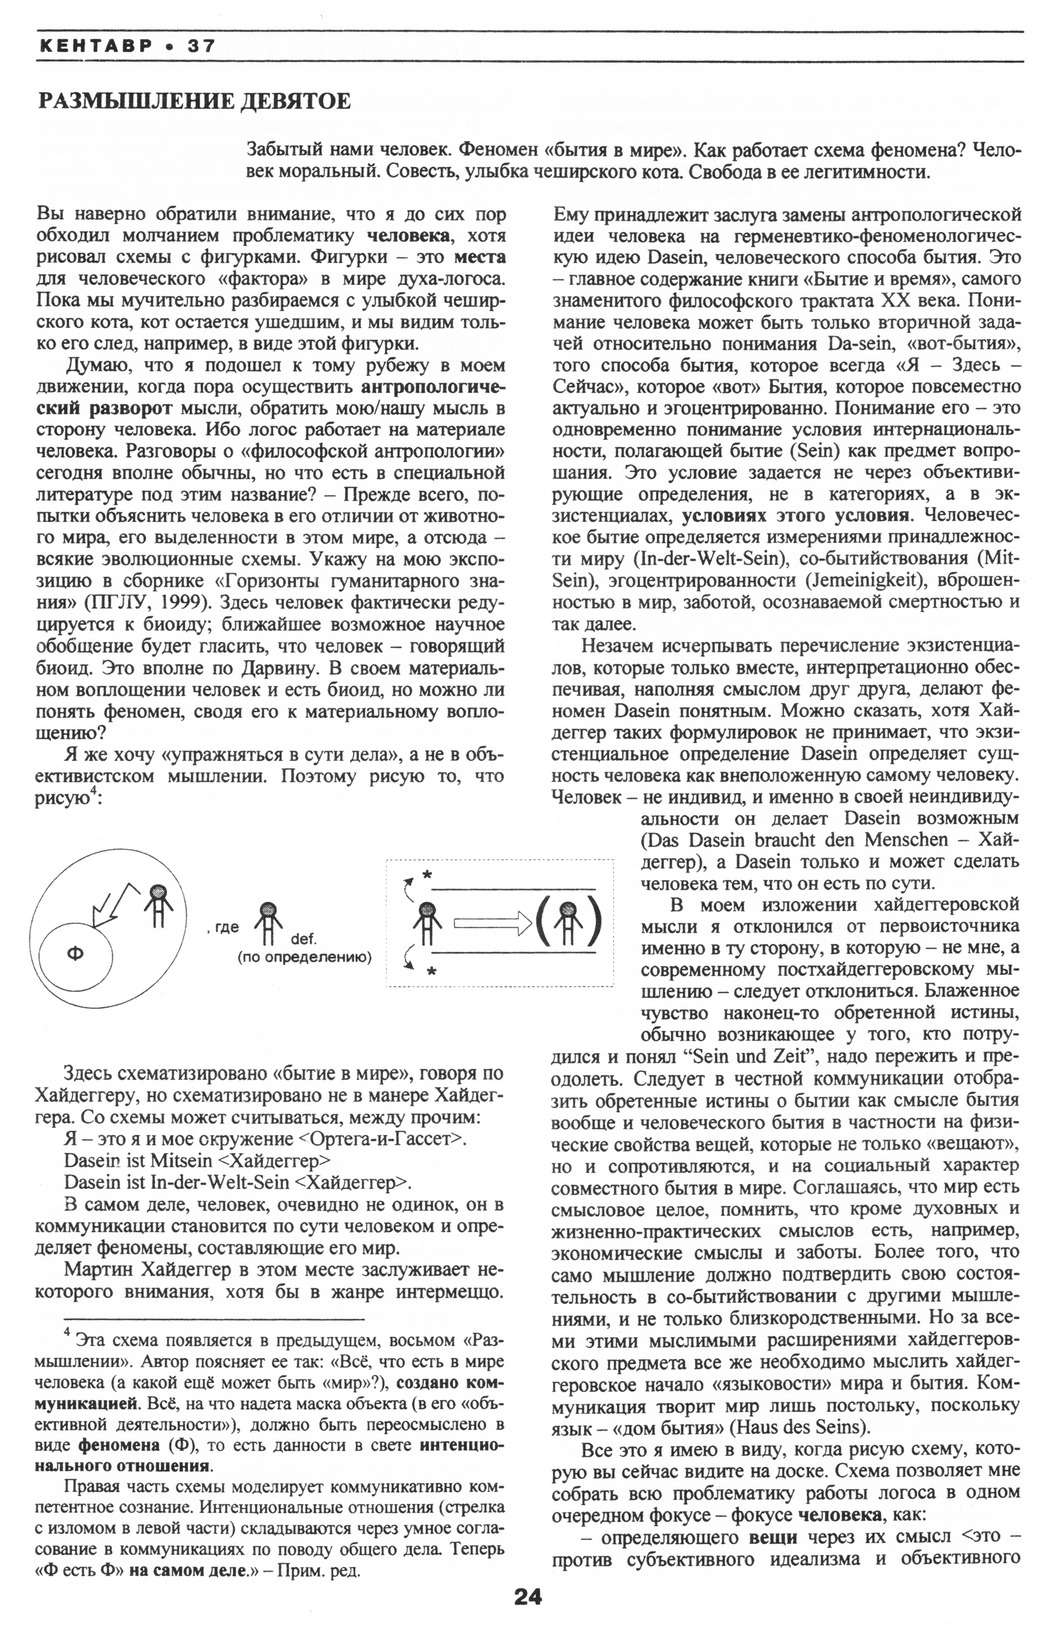 КЕНТАВР • 37
РАЗМЫШЛЕНИЕ ДЕВЯТОЕ
Забытый нами человек. Феномен «бытия в мире». Как работает схема феномена? Чело-
век моральный. Совесть, улыбка чеширского кота. Свобода в ее легитимности.
Вы наверно обратили внимание, что я до сих пор
обходил молчанием проблематику человека, хотя
рисовал схемы с фигурками. Фигурки – это места
для человеческого «фактора» в мире духа-логоса.
Пока мы мучительно разбираемся с улыбкой чешир-
ского кота, кот остается ушедшим, и мы видим толь-
ко его след, например, в виде этой фигурки.
Думаю, что я подошел к тому рубежу в моем
движении, когда пора осуществить антропологиче-
ский разворот мысли, обратить мою/нашу мысль в
сторону человека. Ибо логос работает на материале
человека. Разговоры о «философской антропологии»
сегодня вполне обычны, но что есть в специальной
литературе под этим название? – Прежде всего, по-
пытки объяснить человека в его отличии от животно-
го мира, его выделенности в этом мире, а отсюда –
всякие эволюционные схемы. Укажу на мою экспо-
зицию в сборнике «Горизонты гуманитарного зна-
ния» (ПГЛУ, 1999). Здесь человек фактически реду-
цируется к биоиду; ближайшее возможное научное
обобщение будет гласить, что человек – говорящий
биоид. Это вполне по Дарвину. В своем материаль-
ном воплощении человек и есть биоид, но можно ли
понять феномен, сводя его к материальному вопло-
щению?
Я же хочу «упражняться в сути дела», а не в объ-
ективистском мышлении. Поэтому рисую то, что
рисую4:
Ф
, где
def.
(по определению)
*
*
Здесь схематизировано «бытие в мире», говоря по
Хайдеггеру, но схематизировано не в манере Хайдег-
гера. Со схемы может считываться, между прочим:
Я – это я и мое окружение <Ортега-и-Гассет>.
Dasein ist Mitsein <Хайдеггер>
Dasein ist In-der-Welt-Sein <Хайдеггер>.
В самом деле, человек, очевидно не одинок, он в
коммуникации становится по сути человеком и опре-
деляет феномены, составляющие его мир.
Мартин Хайдеггер в этом месте заслуживает не-
которого внимания, хотя бы в жанре интермеццо.
4 Эта схема появляется в предыдущем, восьмом «Раз-
мышлении». Автор поясняет ее так: «Всё, что есть в мире
человека (а какой ещё может быть «мир»?), создано ком-
муникацией. Всё, на что надета маска объекта (в его «объ-
ективной деятельности»), должно быть переосмыслено в
виде феномена (Ф), то есть данности в свете интенцио-
нального отношения.
Правая часть схемы моделирует коммуникативно ком-
петентное сознание. Интенциональные отношения (стрелка
с изломом в левой части) складываются через умное согла-
сование в коммуникациях по поводу общего дела. Теперь
«Ф есть Ф» на самом деле.» – Прим. ред.
Ему принадлежит заслуга замены антропологической
идеи человека на герменевтико-феноменологичес-
кую идею Dasein, человеческого способа бытия. Это
– главное содержание книги «Бытие и время», самого
знаменитого философского трактата XX века. Пони-
мание человека может быть только вторичной зада-
чей относительно понимания Da-sein, «вот-бытия»,
того способа бытия, которое всегда «Я – Здесь –
Сейчас», которое «вот» Бытия, которое повсеместно
актуально и эгоцентрированно. Понимание его – это
одновременно понимание условия интернациональ-
ности, полагающей бытие (Sein) как предмет вопро-
шания. Это условие задается не через объективи-
рующие определения, не в категориях, а в эк-
зистенциалах, условиях этого условия. Человечес-
кое бытие определяется измерениями принадлежнос-
ти миру (In-der-Welt-Sein), со-бытийствования (Mit-
Sein), эгоцентрированности (Jemeinigkeit), вброшен-
ностью в мир, заботой, осознаваемой смертностью и
так далее.
Незачем исчерпывать перечисление экзистенциа-
лов, которые только вместе, интерпретационно обес-
печивая, наполняя смыслом друг друга, делают фе-
номен Dasein понятным. Можно сказать, хотя Хай-
деггер таких формулировок не принимает, что экзи-
стенциальное определение Dasein определяет сущ-
ность человека как внеположенную самому человеку.
Человек – не индивид, и именно в своей неиндивиду-
альности он делает Dasein возможным
(Das Dasein braucht den Menschen – Хай-
деггер), а Dasein только и может сделать
человека тем, что он есть по сути.
В моем изложении хайдеггеровской
мысли я отклонился от первоисточника
именно в ту сторону, в которую – не мне, а
современному постхайдеггеровскому мы-
шлению – следует отклониться. Блаженное
чувство наконец-то обретенной истины,
обычно возникающее у того, кто потру-
дился и понял “Sein und Zeit”, надо пережить и пре-
одолеть. Следует в честной коммуникации отобра-
зить обретенные истины о бытии как смысле бытия
вообще и человеческого бытия в частности на физи-
ческие свойства вещей, которые не только «вещают»,
но и сопротивляются, и на социальный характер
совместного бытия в мире. Соглашаясь, что мир есть
смысловое целое, помнить, что кроме духовных и
жизненно-практических смыслов есть, например,
экономические смыслы и заботы. Более того, что
само мышление должно подтвердить свою состоя-
тельность в со-бытийствовании с другими мышле-
ниями, и не только близкородственными. Но за все-
ми этими мыслимыми расширениями хайдеггеров-
ского предмета все же необходимо мыслить хайдег-
геровское начало «языковости» мира и бытия. Ком-
муникация творит мир лишь постольку, поскольку
язык – «дом бытия» (Haus des Seins).
Все это я имею в виду, когда рисую схему, кото-
рую вы сейчас видите на доске. Схема позволяет мне
собрать всю проблематику работы логоса в одном
очередном фокусе – фокусе человека, как:
– определяющего вещи через их смысл <это –
против субъективного идеализма и объективного
24